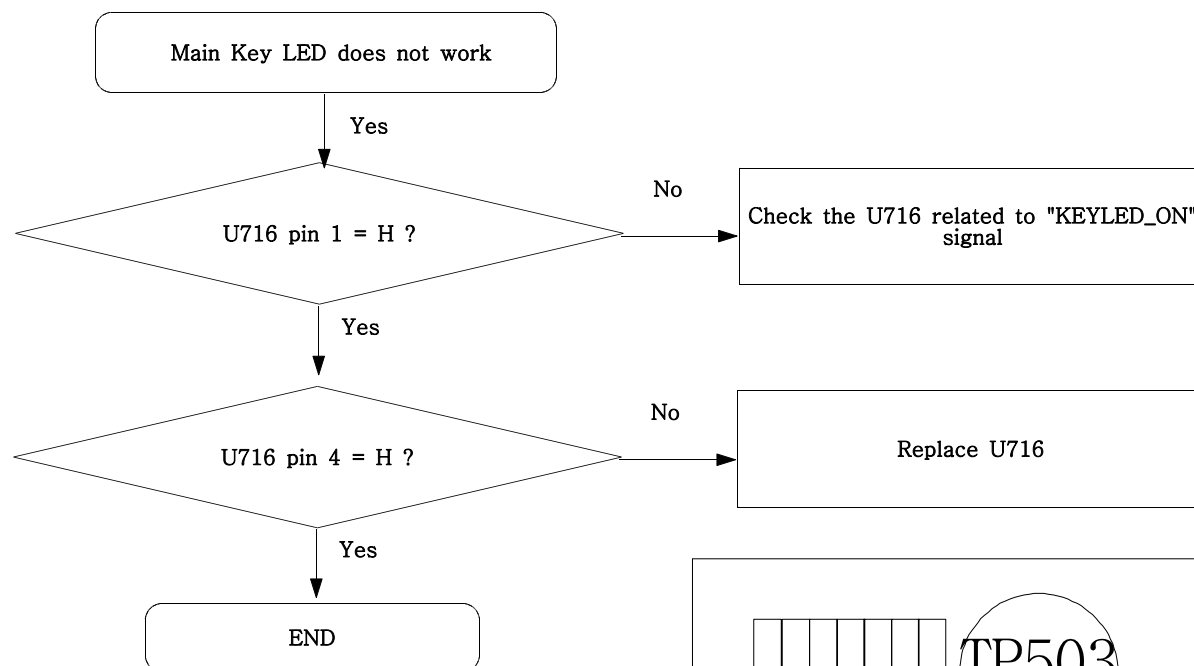 Main Key LED does not work
Yes
U716 pin 1 = H ?
No
Check the U716 related to "KEYLED_ON"
signal
Yes
U716 pin 4 = H ?
No
Replace U716
Yes
END
TP503